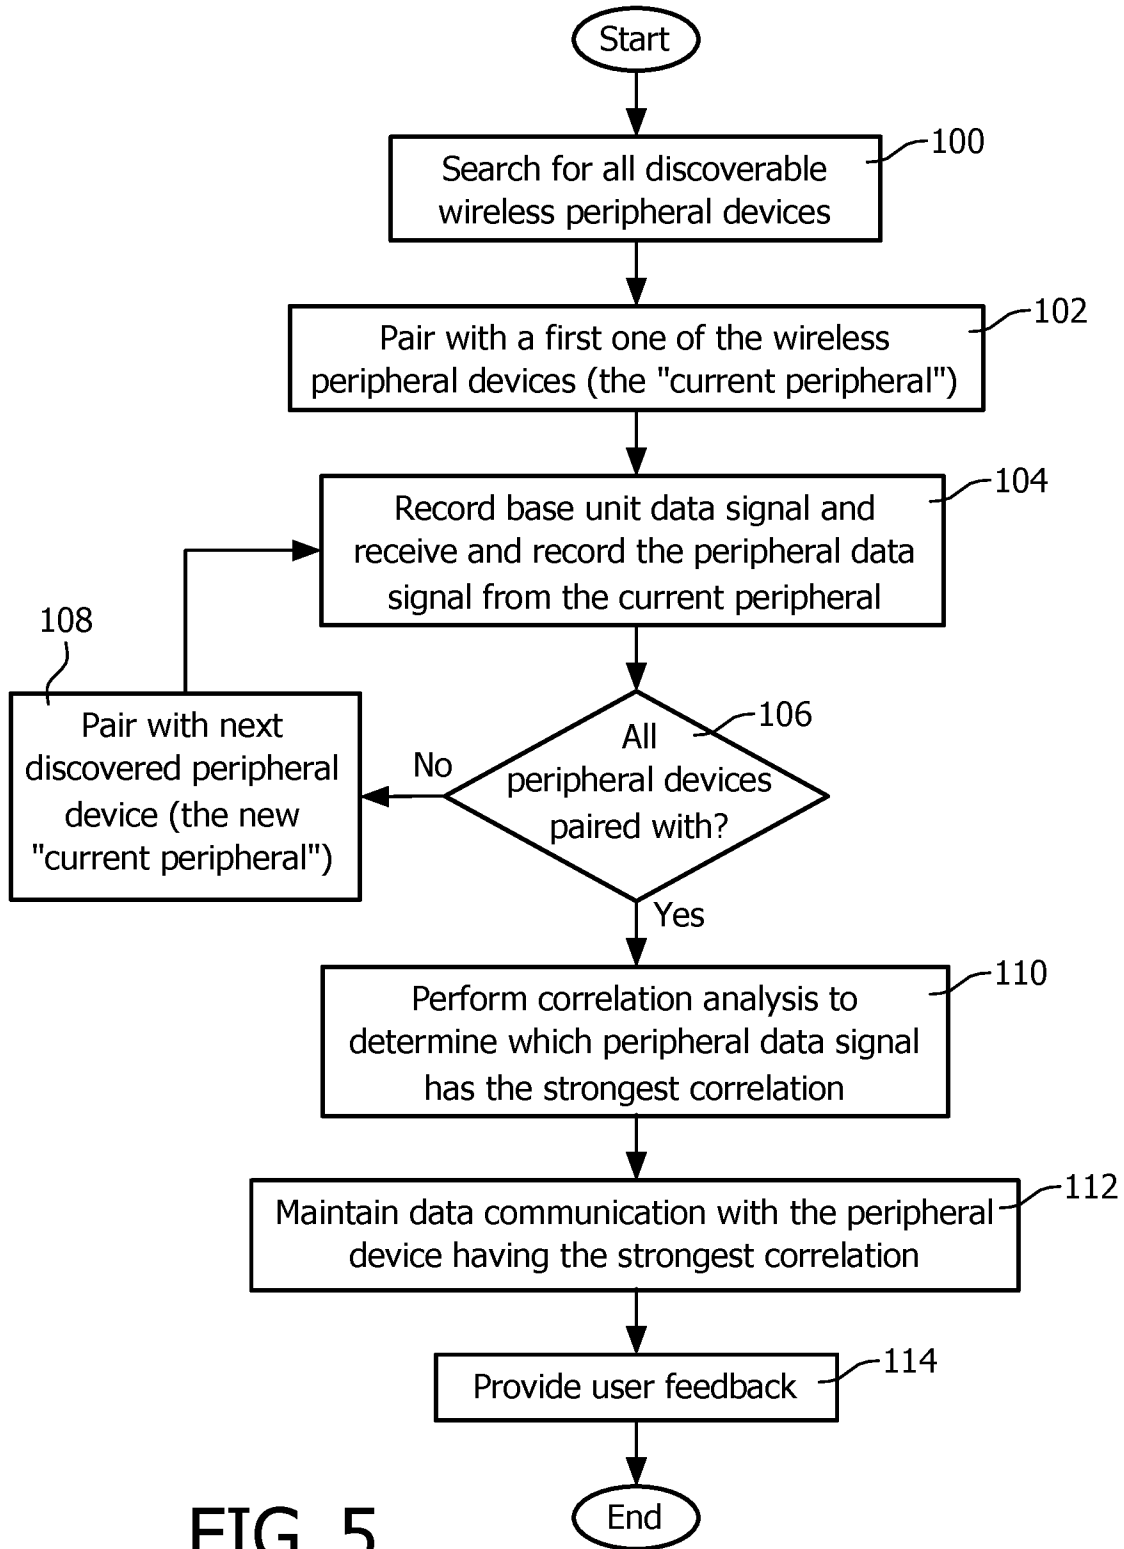 Start
100
Search for all discoverable
wireless peripheral devices
102
Pair with a first one of the wireless
peripheral devices (the "current peripheral")
104
Record base unit data signal and
receive and record the peripheral data
signal from the current peripheral
108
Pair with next
discovered peripheral
device (the new
"current peripheral")
No
106
All
peripheral devices
paired with?
Yes
110
Perform correlation analysis to
determine which peripheral data signal
has the strongest correlation
112
Maintain data communication with the peripheral
device having the strongest correlation
114
Provide user feedback
End
FIG. 5